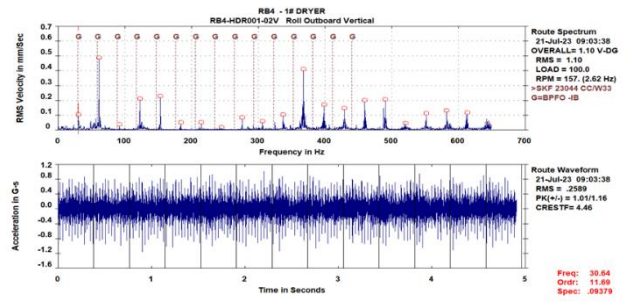 RB4 - 1# DRYER
RB4-HDR001-02V Roll Outboard Vertical
RMS Velocity in mm/Sec
0.7
0.6
0.5
0.4
0.3
0.2
0.1
0
G G G G G G G G G G G G G G G
0 100 200 300 400 500 600 700
Frequency in Hz
Route Spectrum
21-Jul-23 09:03:38
OVERALL= 1.10 V-DG
RMS = 1.10
LOAD = 100.0
RPM = 157. (2.62 Hz)
>SKF 23044 CC/W33
G=BPFO -IB
Acceleration in G-s
1.2
0.8
0.4
0.0
-0.4
-0.8
-1.2
-1.6
0 1 2 3 4 5
Time in Seconds
Route Waveform
21-Jul-23 09:03:38
RMS = .2589
PK(+/-) = 1.01/1.16
CRESTF= 4.46
Freq: 30.64
Ordr: 11.69
Spec: .09379